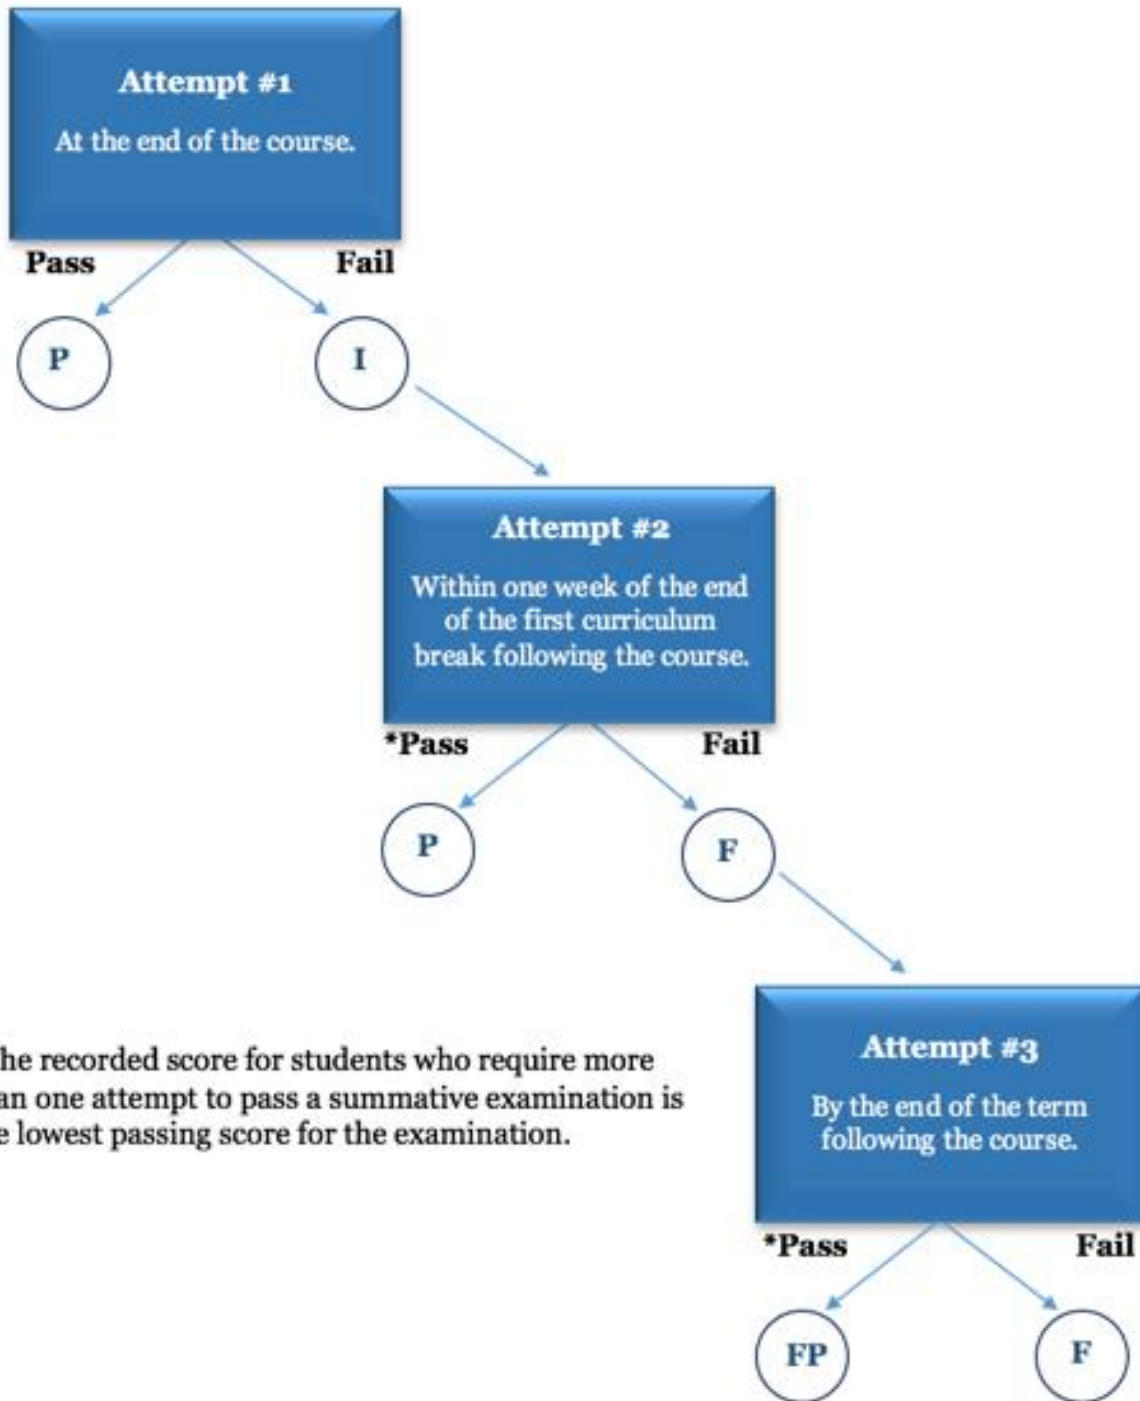 Attempt #1
At the end of the course.
Pass Fail
P I
Attempt #2
Within one week of the end
of the first curriculum
break following the course.
*Pass Fail
P F
he recorded score for students who require more
an one attempt to pass a summative examination is
e lowest passing score for the examination.
Attempt #3
By the end of the term
following the course.
*Pass Fail
FP F